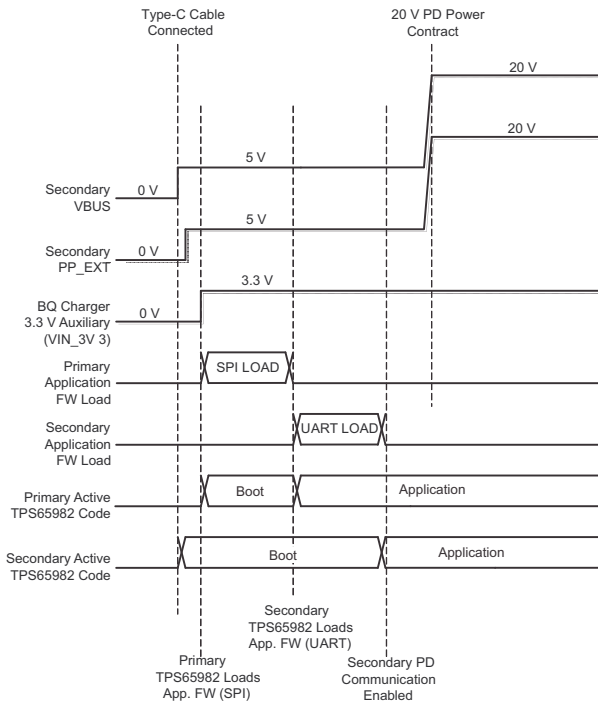 Type-C Cable
Connected
20 V PD Power
Contract
20 V
20 V
5 V
Secondary
VBUS
0 V
5 V
Secondary
PP_EXT
0 V
3.3 V
BQ Charger
3.3 V Auxiliary
(VIN_3V 3)
0 V
Primary
Application
FW Load
SPI LOAD
Secondary
Application
FW Load
UART LOAD
Primary Active
TPS65982 Code
Boot
Application
Secondary Active
TPS65982 Code
Boot
Application
Secondary
TPS65982 Loads
App. FW (UART)
Primary
TPS65982 Loads
App. FW (SPI)
Secondary PD
Communication
Enabled